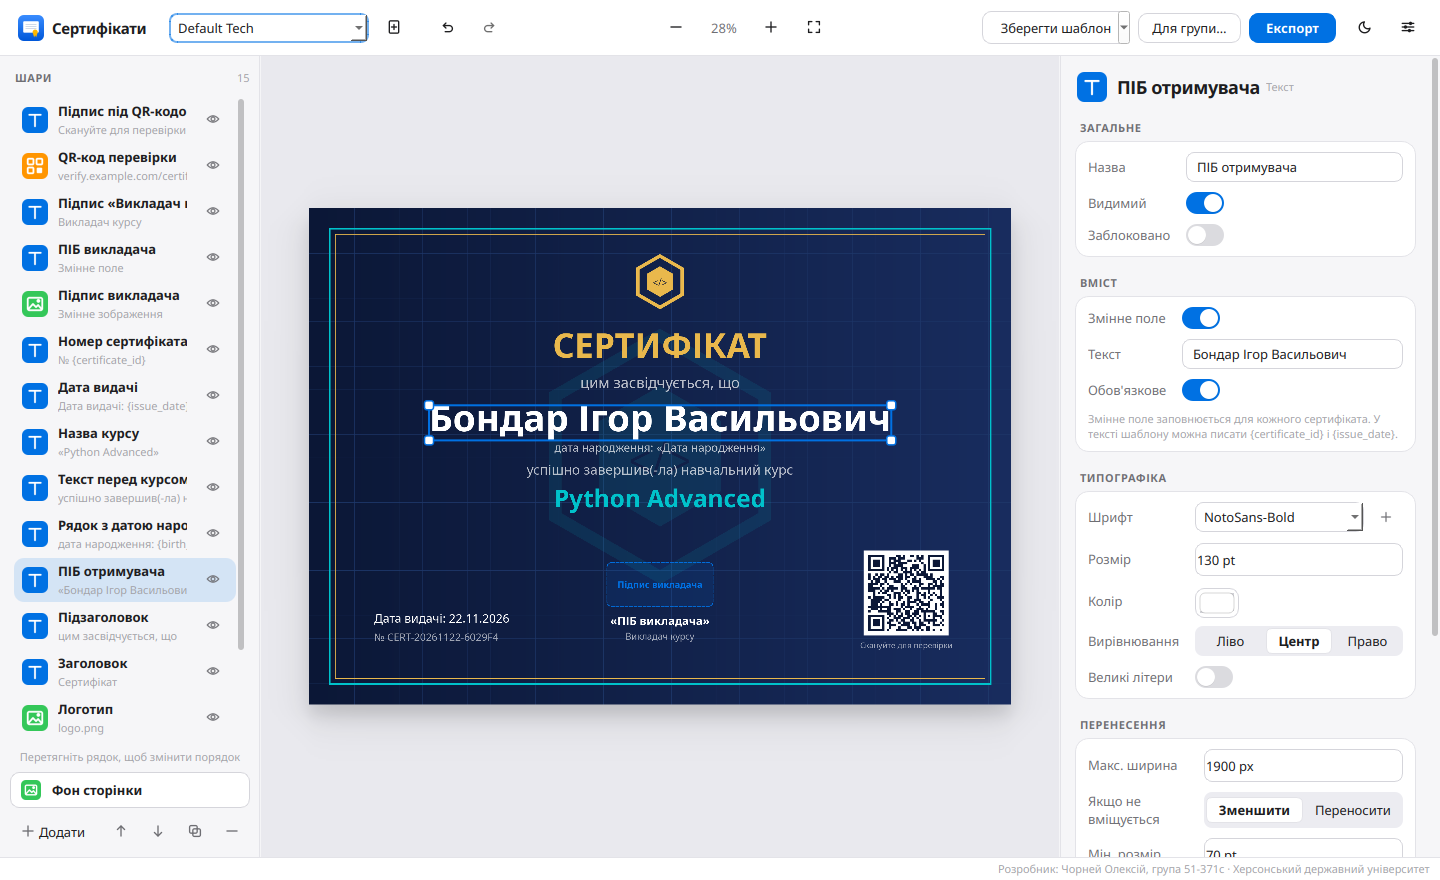 Сертифікати
Default Tech
28%
Зберегти шаблон
Для групи...
Експорт
ШАРИ
15
Підпис під QR-кодо
Скануйте для перевірки
QR-код перевірки
verify.example.com/certif
Підпис «Викладач
Викладач курсу
ПІБ викладача
Змінне поле
Підпис викладача
Змінне зображення
Номер сертифіката
№ {certificate_id}
Дата видачі
Дата видачі: {issue_date}
Назва курсу
«Python Advanced»
Текст перед курсом
успішно завершив(-ла) н
Рядок з датою наро
дата народження: {birth
ПІБ отримувача
«Бондар Ігор Васильови
Підзаголовок
цим засвідчується, що
Заголовок
Сертифікат
Логотип
logo.png
Перетягніть рядок, щоб змінити порядок
Фон сторінки
Додати
</>
СЕРТИФІКАТ
цим засвідчується, що
Бондар Ігор Васильович
дата народження: «Дата народження»
успішно завершив(-ла) навчальний курс
Python Advanced
Підпис викладача
Дата видачі: 22.11.2026
№ CERT-20261122-6029F4
«ПІБ викладача»
Викладач курсу
Скануйте для перевірки
ПІБ отримувача
Текст
ЗАГАЛЬНЕ
Назва
ПІБ отримувача
Видимий
Заблоковано
ВМІСТ
Змінне поле
Текст
Бондар Ігор Васильович
Обов'язкове
Змінне поле заповнюється для кожного сертифіката. У
тексті шаблону можна писати {certificate_id} і {issue_date}.
ТИПОГРАФІКА
Шрифт
NotoSans-Bold
Розмір
130 pt
Колір
Вирівнювання
Ліво
Центр
Право
Великі літери
ПЕРЕНЕСЕННЯ
Макс. ширина
1900 px
Якщо не
вміщується
Зменшити
Переносити
Мін. розмір
70 pt
Розробник: Чорней Олексій, група 51-371с · Херсонський державний університет